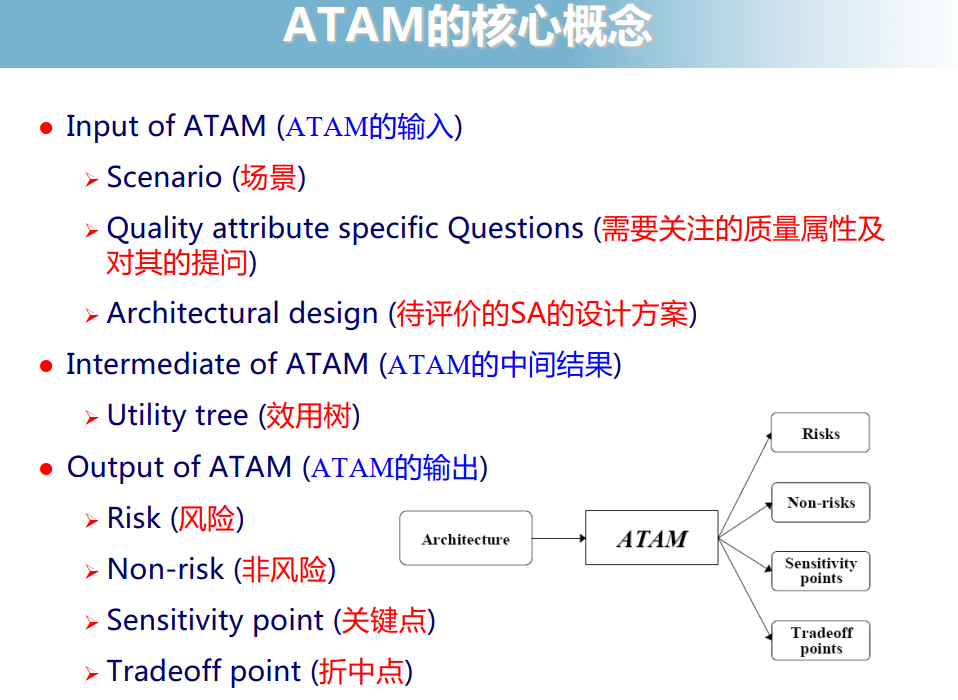 ATAM的核心概念
Input of ATAM (ATAM的输入)
Scenario (场景)
Quality attribute specific Questions (需要关注的质量属性及
对其的提问)
Architectural design (待评价的SA的设计方案)
Intermediate of ATAM (ATAM的中间结果)
Utility tree (效用树)
Output of ATAM (ATAM的输出)
Risk (风险)
Non-risk (非风险)
Sensitivity point (关键点)
Tradeoff point (折中点)
Architecture
ATAM
Risks
Non-risks
Sensitivity
points
Tradeoff
points